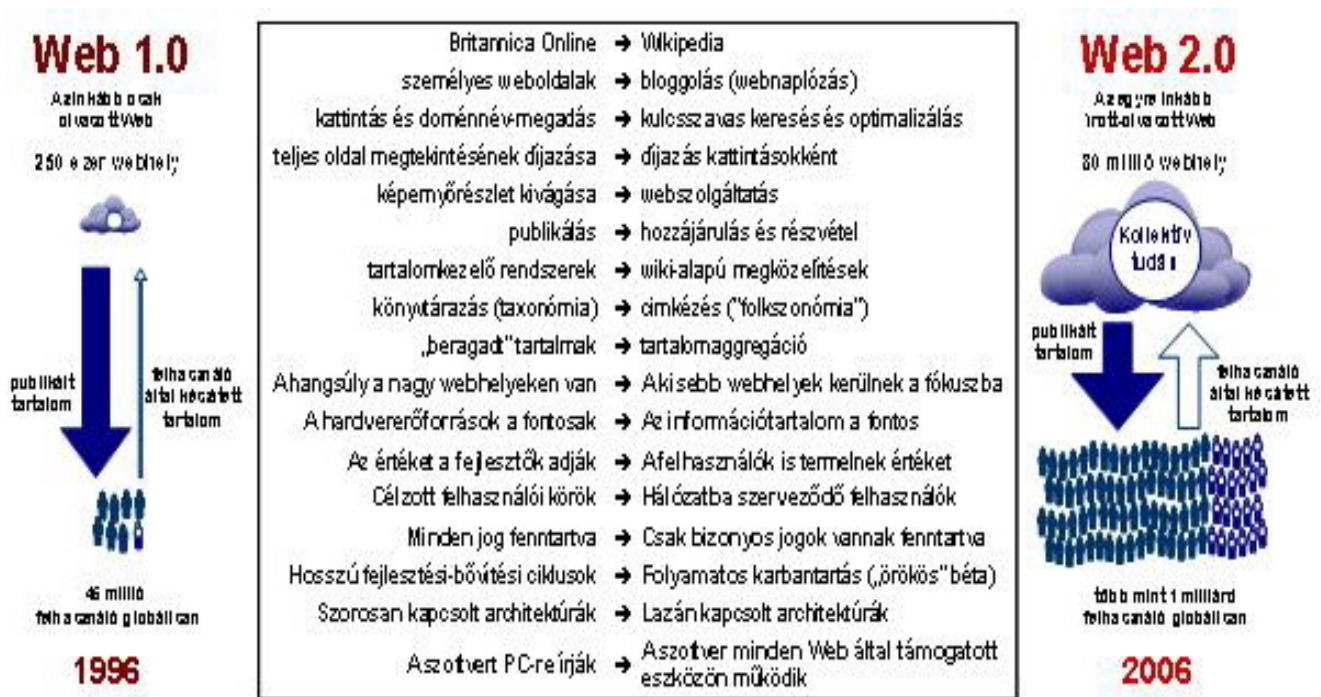 Web 1.0
Az inkább csak
olvasott Web
250 ezer webhely
publikált
tartalom
felhasználó
által készített
tartalom
45 millió
felhasználó globálisan
1996
Britannica Online → Wikipedia
személyes weboldalak → bloggolás (webnaplózás)
kattintás és doménnév-megadás → kulcsszavas keresés és optimalizálás
teljes oldal megtekintésének díjazása → díjazás kattintásokként
képernyőrészlet kivágása → webszolgáltatás
publikálás → hozzájárulás és részvétel
tartalomkezelő rendszerek → wiki-alapú megközelítések
könyvtárazás (taxonómia) → címkézés ("folkszonómia")
„beragadt" tartalmak → tartalomaggregáció
A hangsúly a nagy webhelyeken van → A kisebb webhelyek kerülnek a fókuszba
A hardvererőforrások a fontosak → Az információtartalom a fontos
Az értéket a fejlesztők adják → A felhasználók is termelnek értéket
Célzott felhasználói körök → Hálózatba szerveződő felhasználók
Minden jog fenntartva → Csak bizonyos jogok vannak fenntartva
Hosszú fejlesztési-bővítési ciklusok → Folyamatos karbantartás („örökös" béta)
Szorosan kapcsolt architektúrák → Lazán kapcsolt architektúrák
A szoftvert PC-re írják → A szoftver minden Web által támogatott
eszközön működik
Web 2.0
Az egyre inkább
írott-olvasott Web
80 millió webhely
Kollektív
tudás
publikált
tartalom
felhasználó
által készített
tartalom
több mint 1 milliárd
felhasználó globálisan
2006